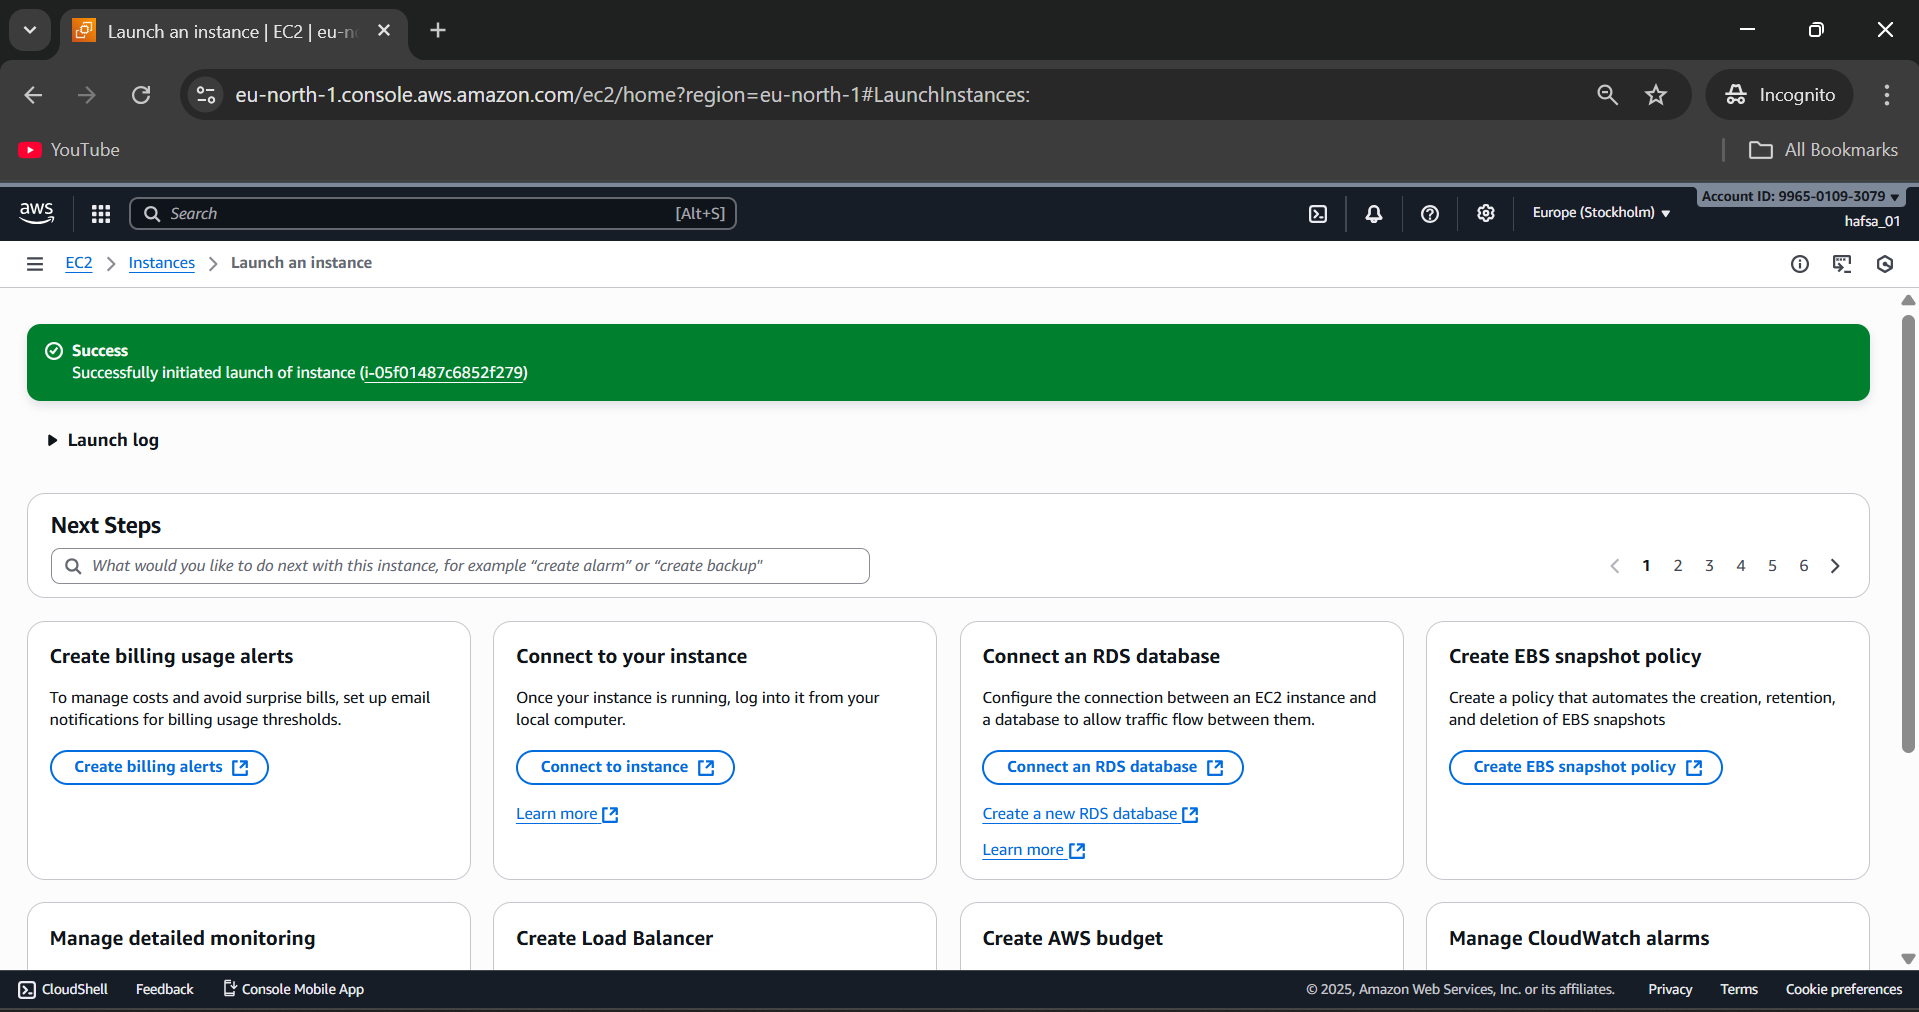 Launch an instance | EC2 | eu-n
eu-north-1.console.aws.amazon.com/ec2/home?region=eu-north-1#LaunchInstances:
Incognito
YouTube
All Bookmarks
aws
Search
[Alt+S]
Europe (Stockholm)
Account ID: 9965-0109-3079
hafsa_01
EC2
Instances
Launch an instance
Success
Successfully initiated launch of instance (i-05f01487c6852f279)
Launch log
Next Steps
What would you like to do next with this instance, for example “create alarm” or “create backup”
1 2 3 4 5 6
Create billing usage alerts
To manage costs and avoid surprise bills, set up email
notifications for billing usage thresholds.
Create billing alerts
Connect to your instance
Once your instance is running, log into it from your
local computer.
Connect to instance
Learn more
Connect an RDS database
Configure the connection between an EC2 instance and
a database to allow traffic flow between them.
Connect an RDS database
Create a new RDS database
Learn more
Create EBS snapshot policy
Create a policy that automates the creation, retention,
and deletion of EBS snapshots
Create EBS snapshot policy
Manage detailed monitoring
Create Load Balancer
Create AWS budget
Manage CloudWatch alarms
CloudShell
Feedback
Console Mobile App
© 2025, Amazon Web Services, Inc. or its affiliates.
Privacy
Terms
Cookie preferences